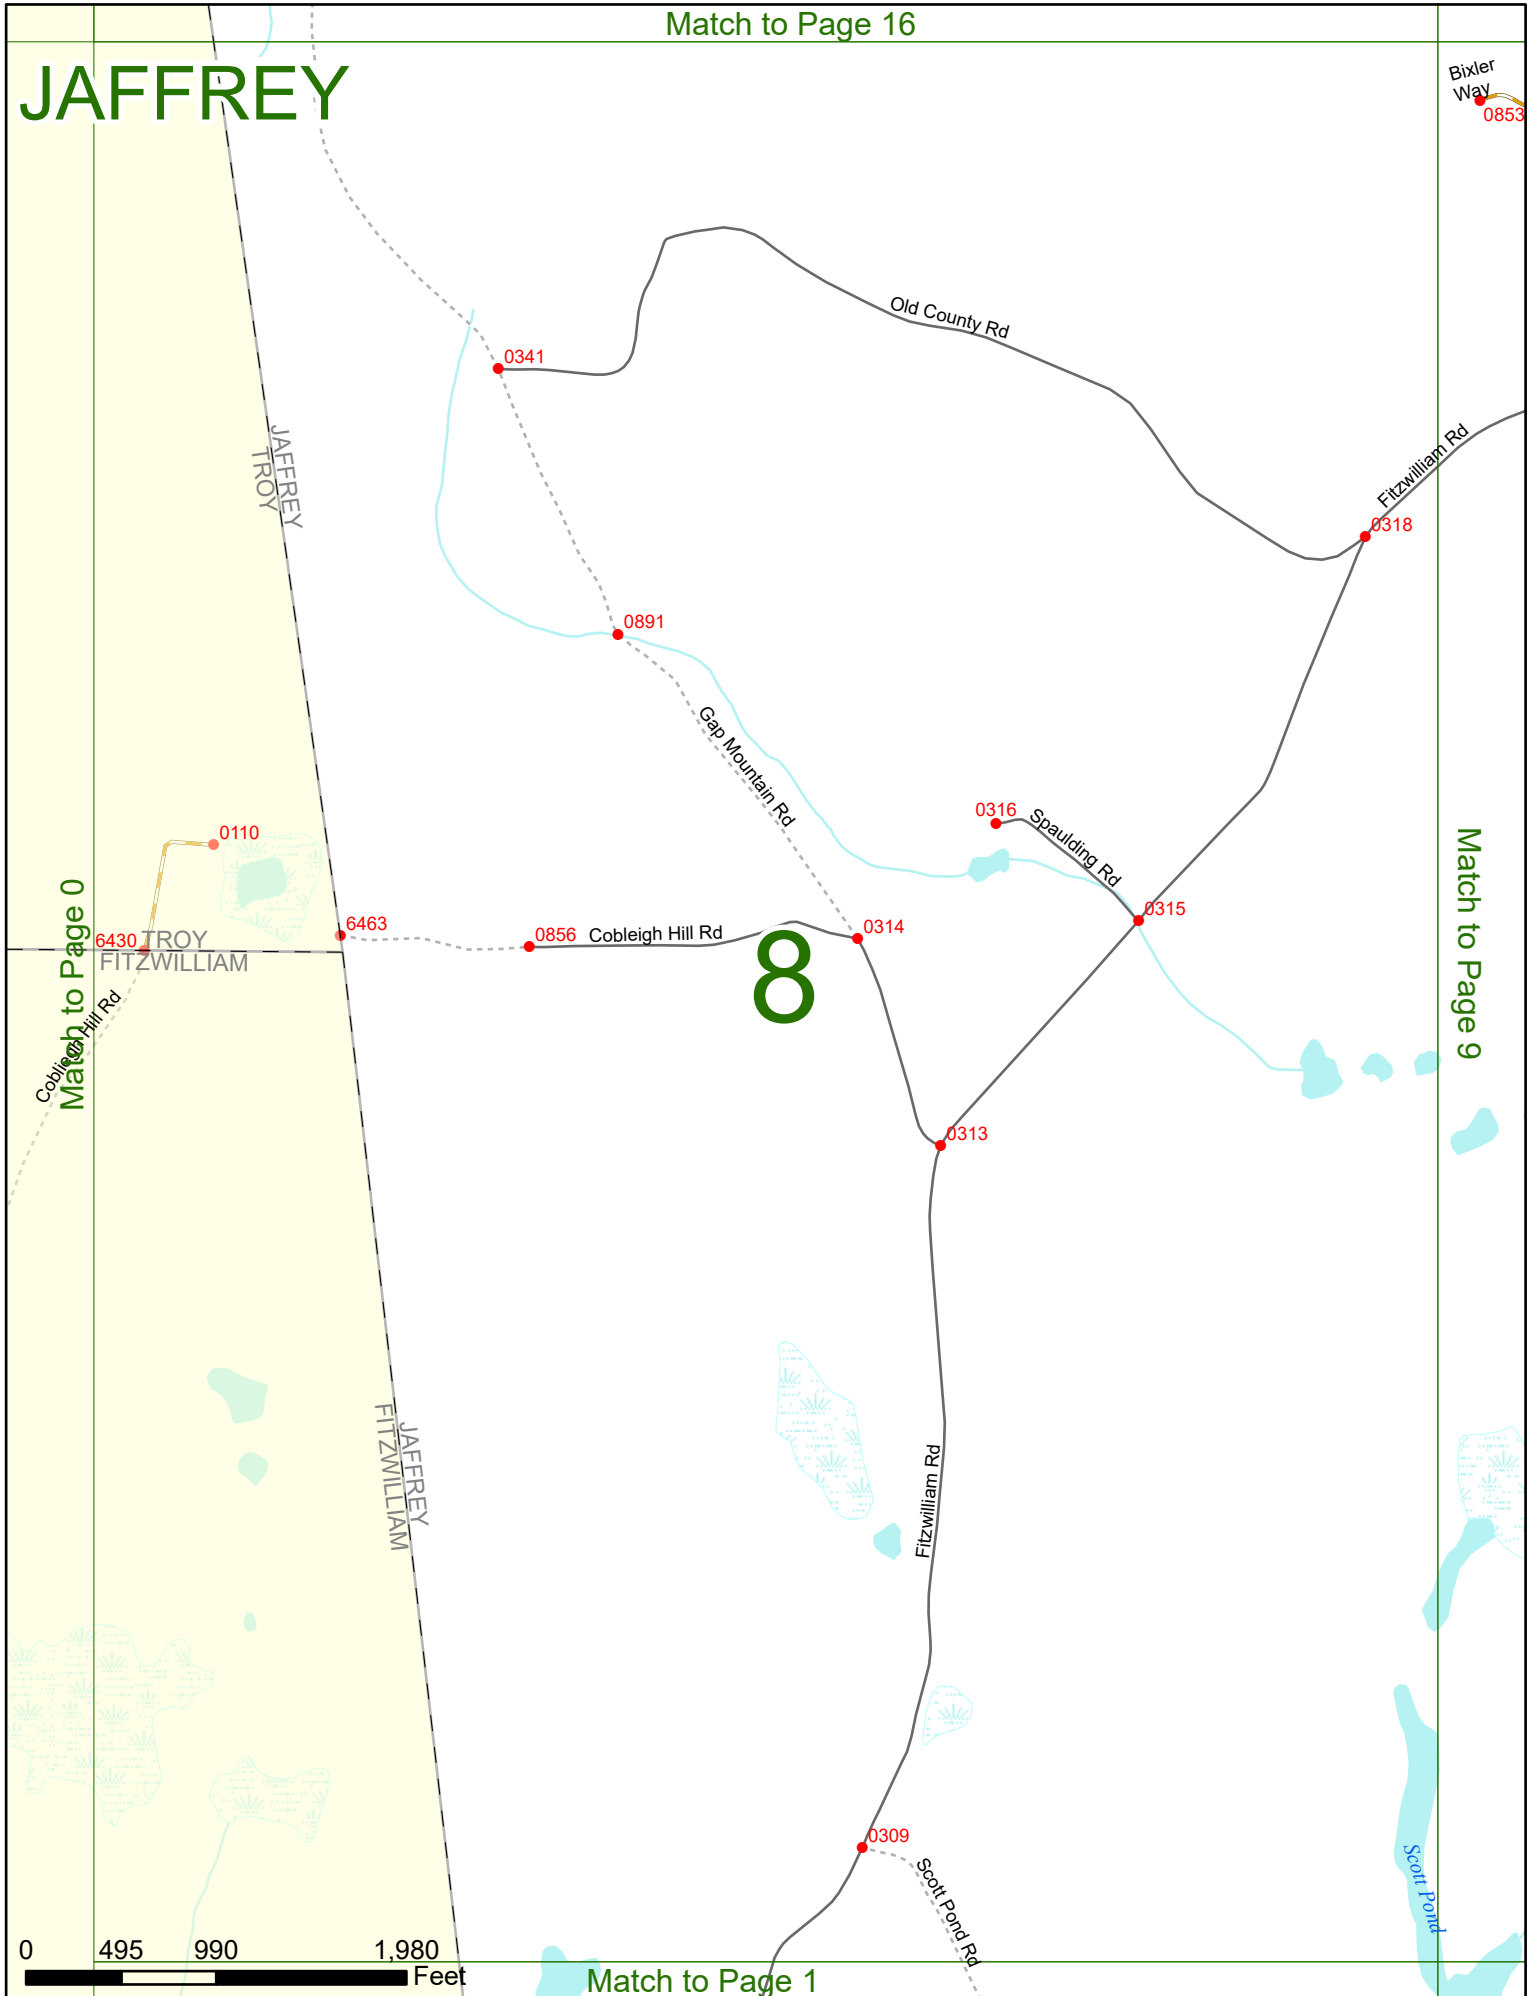 Match to Page 16
JAFFREY
Bixler
Way
0853
Old County Rd
0341
Fitzwilliam Rd
0318
JAFFREY
TROY
0891
Gap Mountain Rd
0316
Spaulding Rd
0110
Match to Page 0
Match to Page 9
6430
TROY
FITZWILLIAM
6463
0856
Cobleigh Hill Rd
0314
0315
8
Cobliegh Hill Rd
0313
JAFFREY
FITZWILLIAM
Fitzwilliam Rd
0309
Scott Pond Rd
Scott Pond
0 495 990 1,980
Feet
Match to Page 1